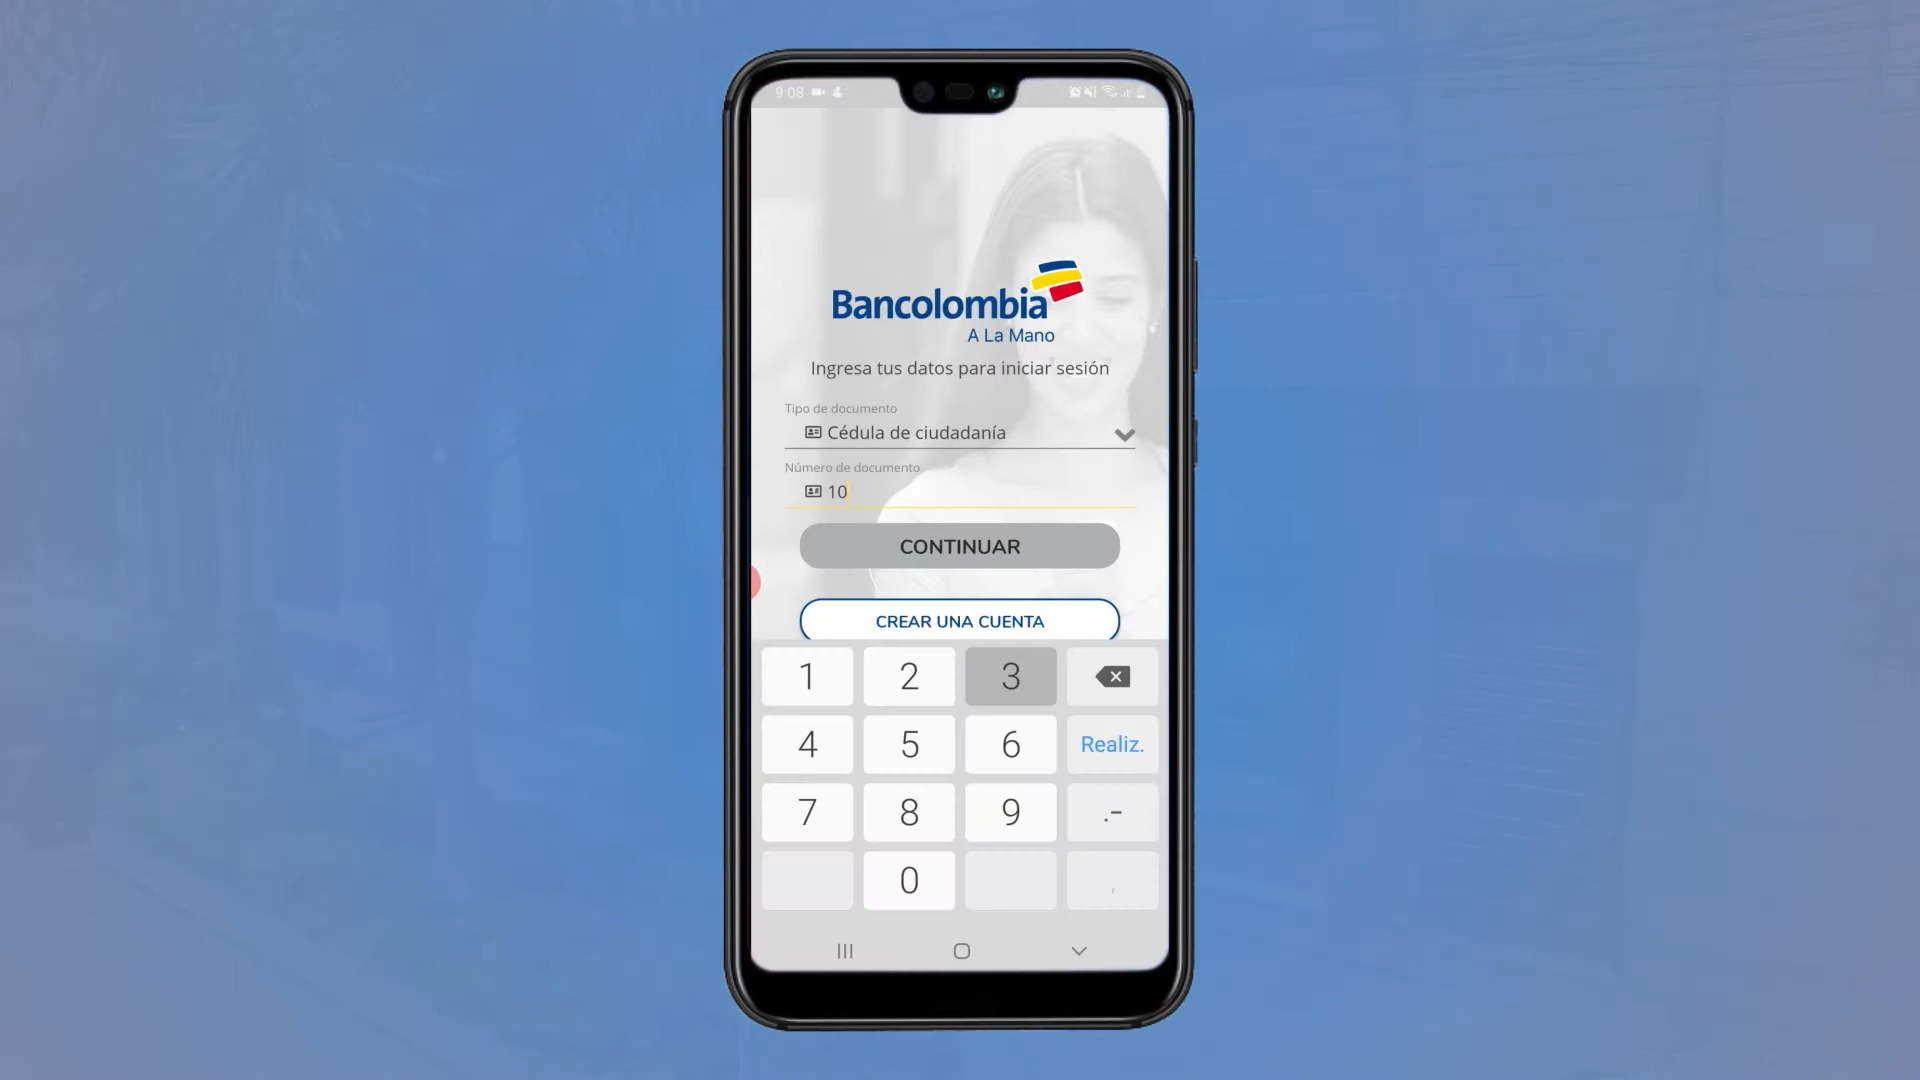 9:08
Bancolombia
A La Mano
Ingresa tus datos para iniciar sesión
Tipo de documento
Cédula de ciudadanía
Número de documento
10
CONTINUAR
CREAR UNA CUENTA
1 2 3
4 5 6 Realiz.
7 8 9 .-
0 ,